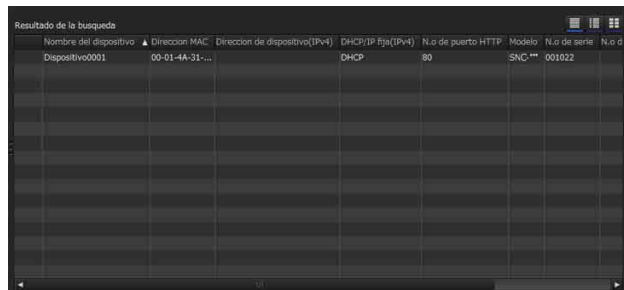 Resultado de la busqueda
Nombre del dispositivo ▲ Direccion MAC Direccion de dispositivo(IPv4) DHCP/IP fija(IPv4) N.o de puerto HTTP Modelo N.o de serie N.o d
Dispositivo0001 00-01-4A-31-... DHCP 80 SNC-*** 001022